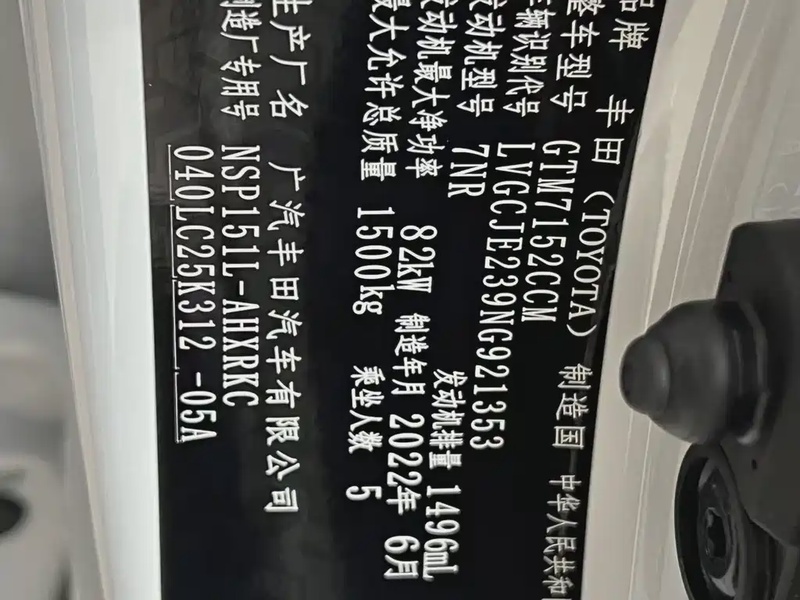 品牌 丰田 (TOYOTA) 制造国 中华人民共和
整车型号 GTM7152CCM
车辆识别代号 LVGCJE239NG921353
发动机型号 7NR 发动机排量 1496mL
发动机最大净功率 82kW 制造年月 2022年 6月
最大允许总质量 1500kg 乘坐人数 5
生产厂名 广汽丰田汽车有限公司
制造厂专用号 NSP151L-AHXRKC
040LC25K312 -05A